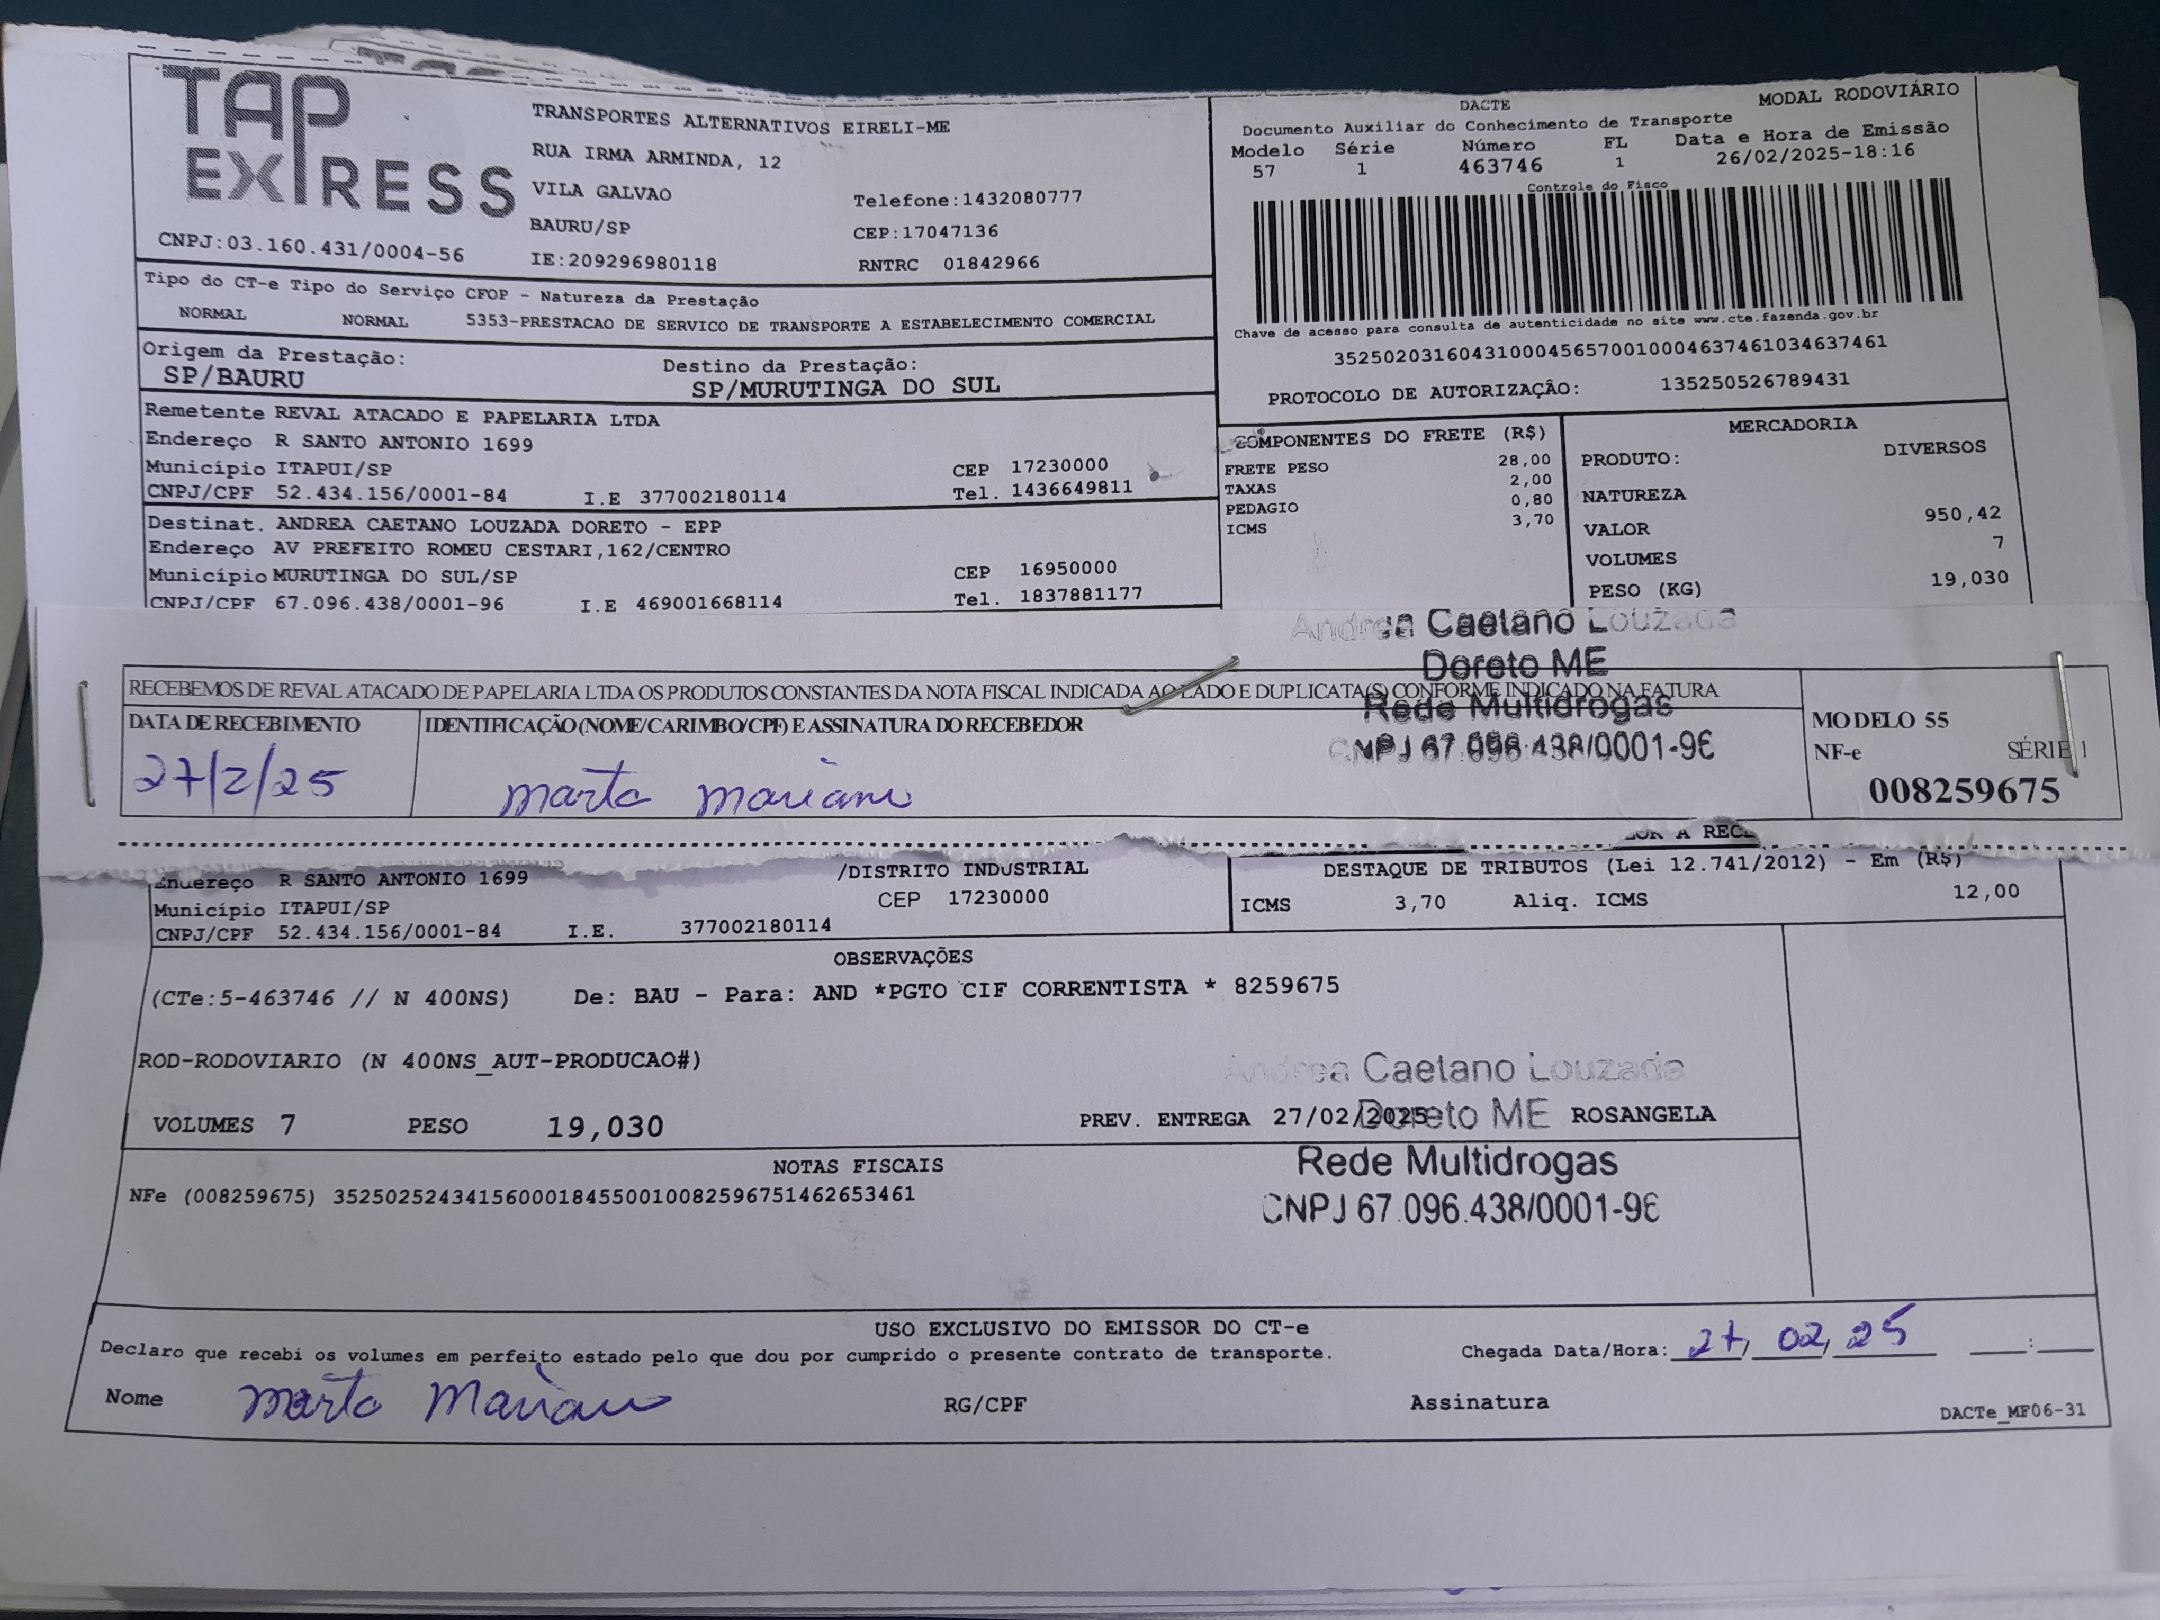 TAP
EXPRESS
CNPJ:03.160.431/0004-56
TRANSPORTES ALTERNATIVOS EIRELI-ME
RUA IRMA ARMINDA, 12
VILA GALVAO
Telefone:1432080777
BAURU/SP
CEP:17047136
IE:209296980118
RNTRC 01842966
DACTE
MODAL RODOVIÁRIO
Documento Auxiliar do Conhecimento de Transporte
Modelo Série Número FL Data e Hora de Emissão
57 1 463746 1 26/02/2025-18:16
Controle do Fisco
Chave de acesso para consulta de autenticidade no site www.cte.fazenda.gov.br
35250203160431000456570010004637461034637461
PROTOCOLO DE AUTORIZAÇÃO: 135250526789431
Tipo do CT-e Tipo do Serviço CFOP - Natureza da Prestação
NORMAL NORMAL 5353-PRESTACAO DE SERVICO DE TRANSPORTE A ESTABELECIMENTO COMERCIAL
Origem da Prestação: Destino da Prestação:
SP/BAURU SP/MURUTINGA DO SUL
Remetente REVAL ATACADO E PAPELARIA LTDA
Endereço R SANTO ANTONIO 1699
Município ITAPUI/SP CEP 17230000
CNPJ/CPF 52.434.156/0001-84 I.E 377002180114 Tel. 1436649811
Destinat. ANDREA CAETANO LOUZADA DORETO - EPP
Endereço AV PREFEITO ROMEU CESTARI,162/CENTRO
Município MURUTINGA DO SUL/SP CEP 16950000
CNPJ/CPF 67.096.438/0001-96 I.E 469001668114 Tel. 1837881177
COMPONENTES DO FRETE (R$)
FRETE PESO 28,00
TAXAS 2,00
PEDAGIO 0,80
ICMS 3,70
MERCADORIA
PRODUTO: DIVERSOS
NATUREZA
VALOR 950,42
VOLUMES 7
PESO (KG) 19,030
Andrea Caetano Louzada
Doreto ME
Rede Multidrogas
CNPJ 67.096.438/0001-96
RECEBEMOS DE REVAL ATACADO DE PAPELARIA LTDA OS PRODUTOS CONSTANTES DA NOTA FISCAL INDICADA AO LADO E DUPLICATA(S) CONFORME INDICADO NA FATURA
DATA DE RECEBIMENTO
IDENTIFICAÇÃO (NOME/CARIMBO/CPF) E ASSINATURA DO RECEBEDOR
27/2/25
Marta Mariano
MODELO 55
NF-e SÉRIE 1
008259675
A REC
Endereço R SANTO ANTONIO 1699 /DISTRITO INDUSTRIAL
Município ITAPUI/SP CEP 17230000
CNPJ/CPF 52.434.156/0001-84 I.E. 377002180114
DESTAQUE DE TRIBUTOS (Lei 12.741/2012) - Em (R$)
ICMS 3,70 Aliq. ICMS 12,00
OBSERVAÇÕES
(CTe:5-463746 // N 400NS) De: BAU - Para: AND *PGTO CIF CORRENTISTA * 8259675
ROD-RODOVIARIO (N 400NS_AUT-PRODUCAO#)
VOLUMES 7 PESO 19,030 PREV. ENTREGA 27/02/2025 ROSANGELA
Andrea Caetano Louzada
Doreto ME
Rede Multidrogas
CNPJ 67.096.438/0001-96
NOTAS FISCAIS
NFe (008259675) 35250252434156000184550010082596751462653461
USO EXCLUSIVO DO EMISSOR DO CT-e
Declaro que recebi os volumes em perfeito estado pelo que dou por cumprido o presente contrato de transporte.
Chegada Data/Hora: 27, 02, 25 :
Nome Marta Mariano RG/CPF Assinatura
DACTe_MF06-31